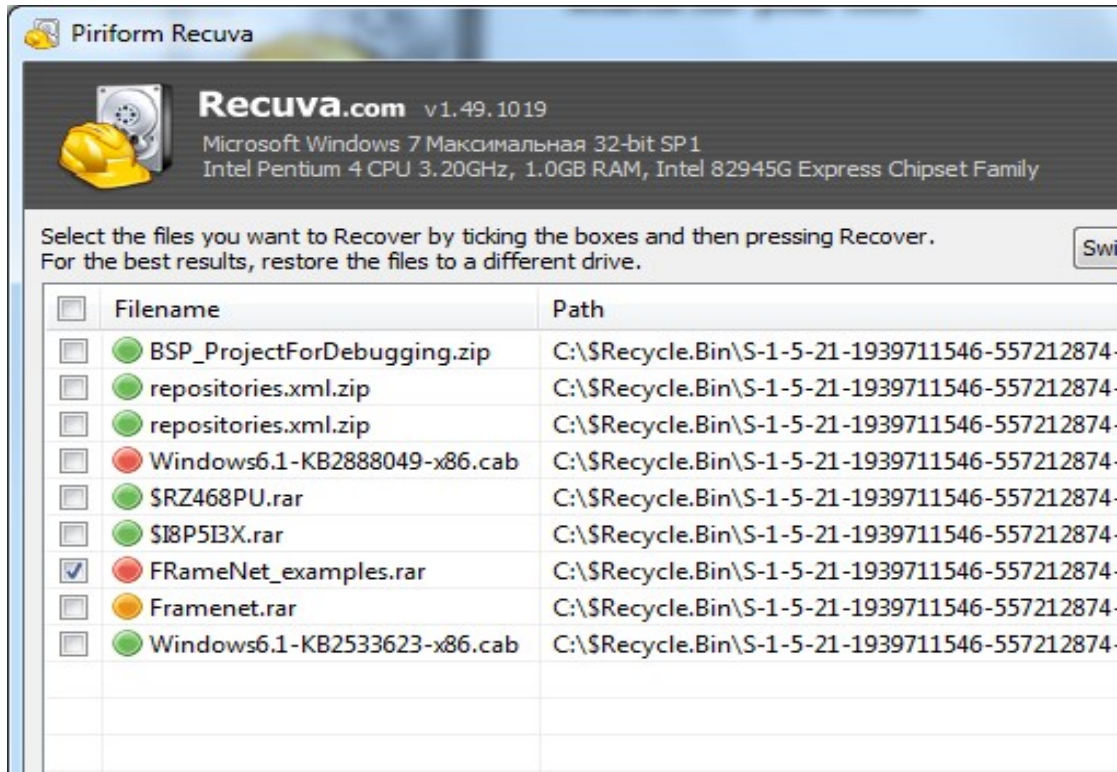 Piriform Recuva
Recuva.com v1.49.1019
Microsoft Windows 7 Максимальная 32-bit SP1
Intel Pentium 4 CPU 3.20GHz, 1.0GB RAM, Intel 82945G Express Chipset Family
Select the files you want to Recover by ticking the boxes and then pressing Recover.
For the best results, restore the files to a different drive.
Swi
Filename Path
BSP_ProjectForDebugging.zip C:\$Recycle.Bin\S-1-5-21-1939711546-557212874-
repositories.xml.zip C:\$Recycle.Bin\S-1-5-21-1939711546-557212874-
repositories.xml.zip C:\$Recycle.Bin\S-1-5-21-1939711546-557212874-
Windows6.1-KB2888049-x86.cab C:\$Recycle.Bin\S-1-5-21-1939711546-557212874-
$RZ468PU.rar C:\$Recycle.Bin\S-1-5-21-1939711546-557212874-
$I8P5I3X.rar C:\$Recycle.Bin\S-1-5-21-1939711546-557212874-
FRameNet_examples.rar C:\$Recycle.Bin\S-1-5-21-1939711546-557212874-
Framenet.rar C:\$Recycle.Bin\S-1-5-21-1939711546-557212874-
Windows6.1-KB2533623-x86.cab C:\$Recycle.Bin\S-1-5-21-1939711546-557212874-